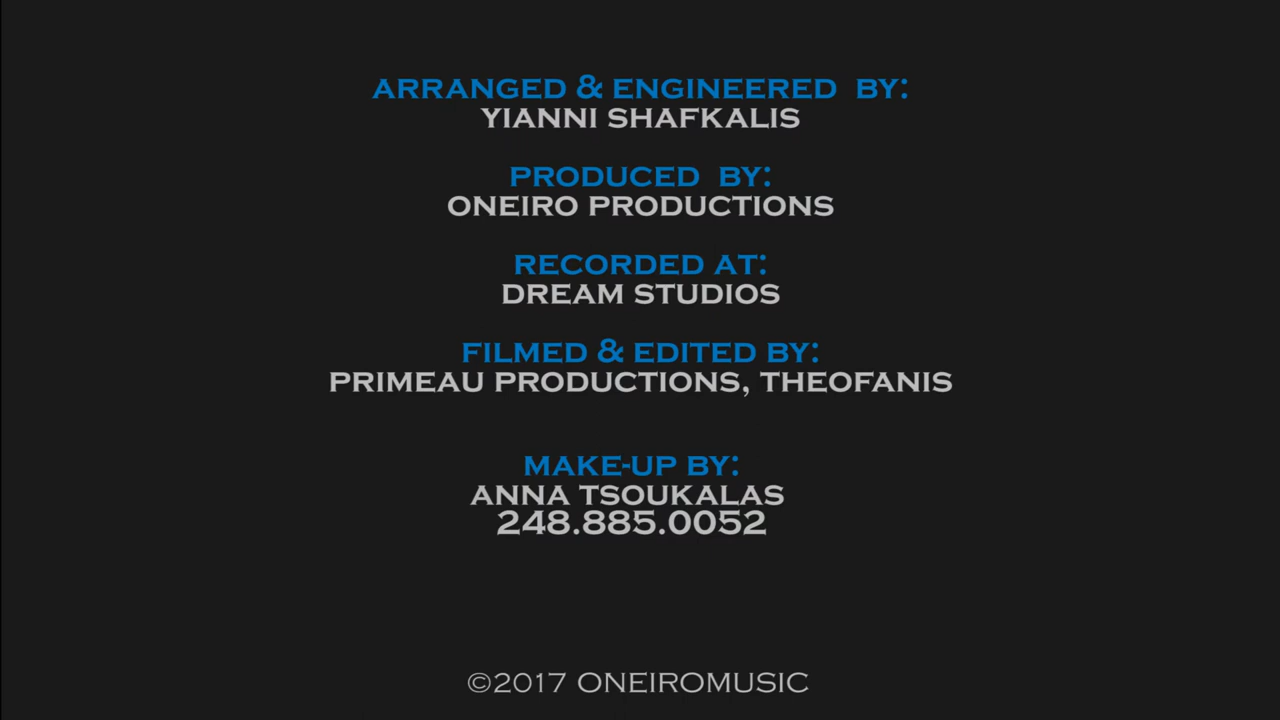 ARRANGED & ENGINEERED BY:
YIANNI SHAFKALIS
PRODUCED BY:
ONEIRO PRODUCTIONS
RECORDED AT:
DREAM STUDIOS
FILMED & EDITED BY:
PRIMEAU PRODUCTIONS, THEOFANIS
MAKE-UP BY:
ANNA TSOUKALAS
248.885.0052
©2017 ONEIROMUSIC